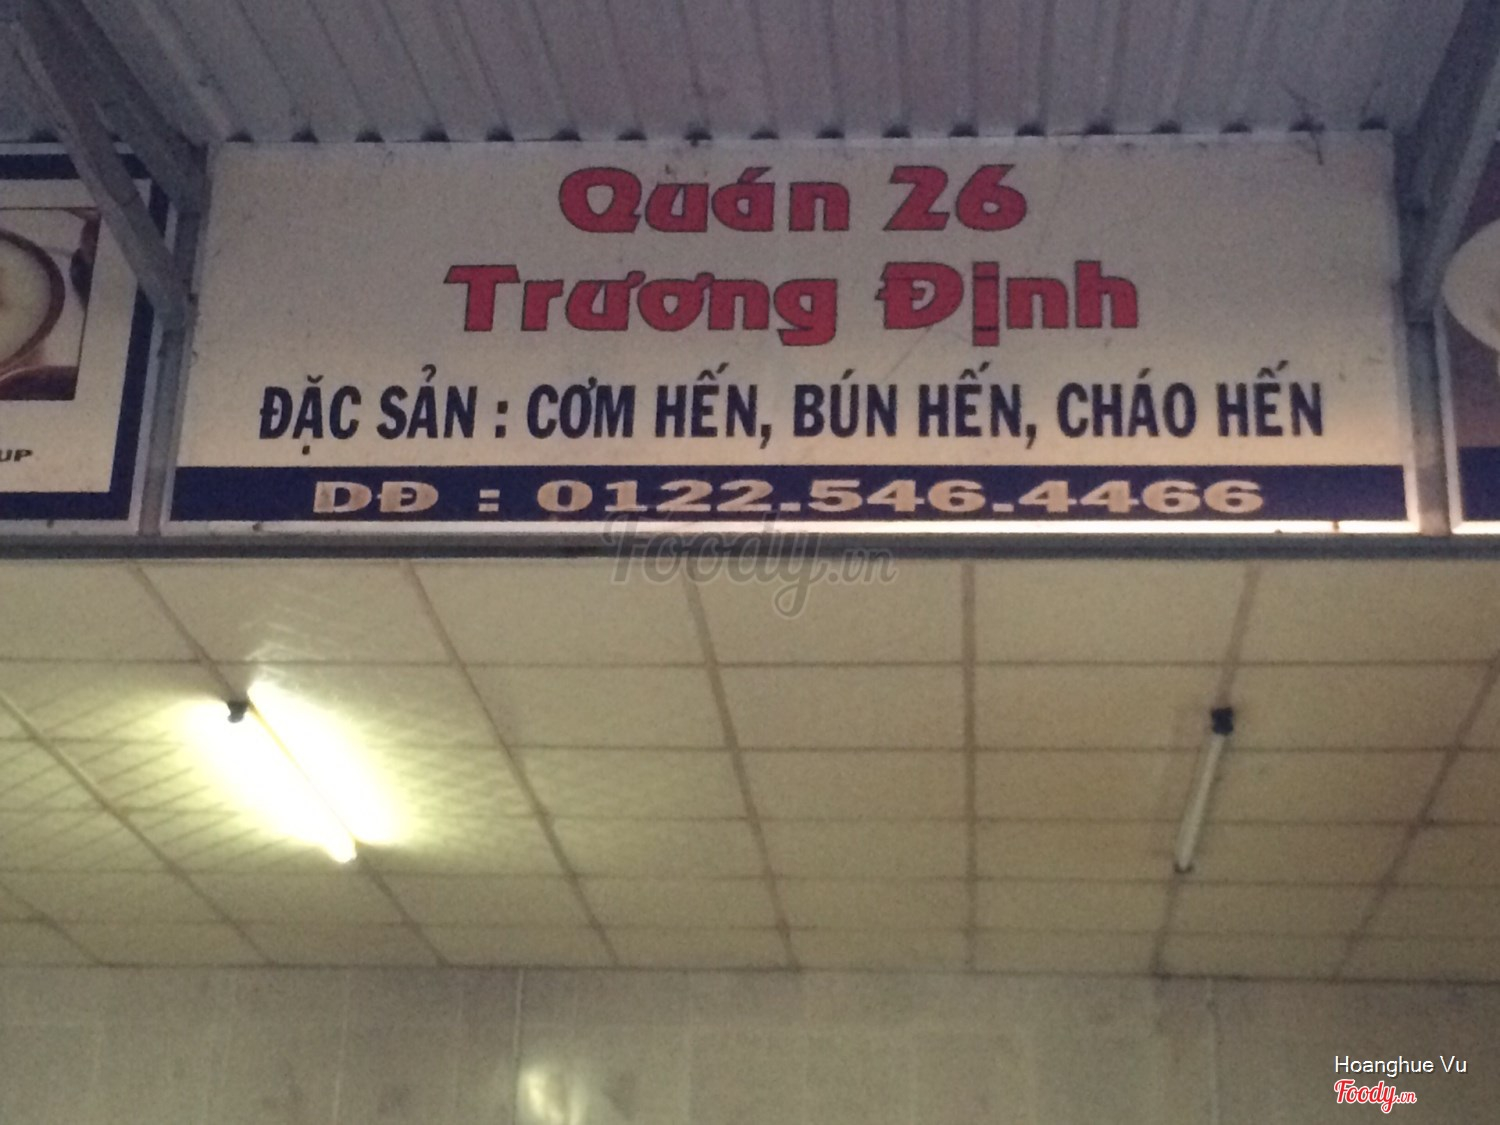 Quán 26
Trương Định
ĐẶC SẢN : CƠM HẾN, BÚN HẾN, CHÁO HẾN
DĐ : 0122.546.4466
UP
Foody.vn
Hoanghue Vu
Foody.vn